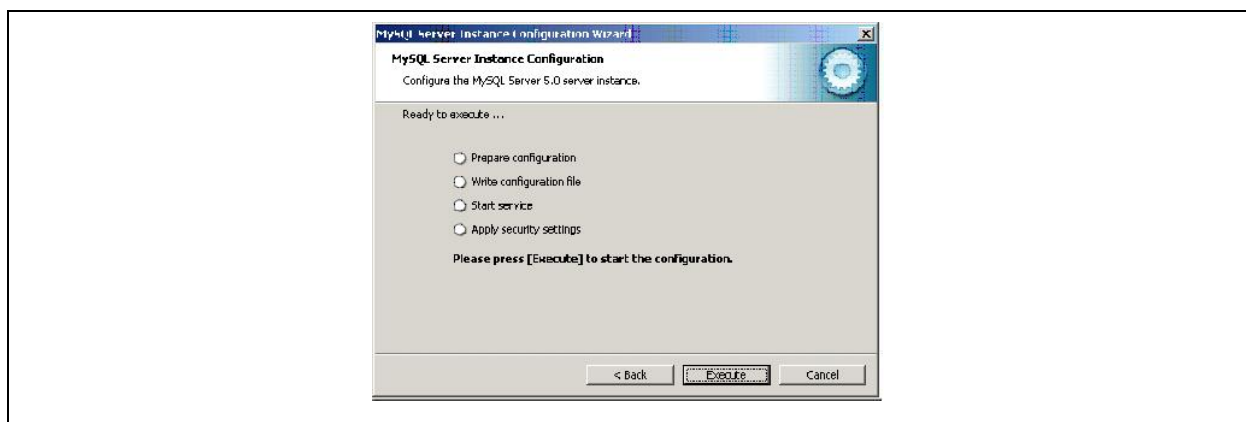 MySQL Server Instance Configuration Wizard
MySQL Server Instance Configuration
Configure the MySQL Server 5.0 server instance.
Ready to execute ...
Prepare configuration
Write configuration file
Start service
Apply security settings
Please press [Execute] to start the configuration.
< Back
Execute
Cancel